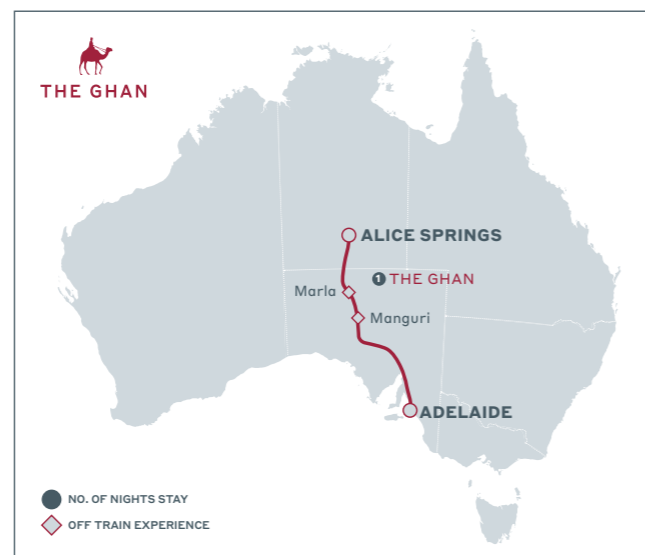 THE GHAN
ALICE SPRINGS
1 THE GHAN
Marla
Manguri
ADELAIDE
NO. OF NIGHTS STAY
OFF TRAIN EXPERIENCE